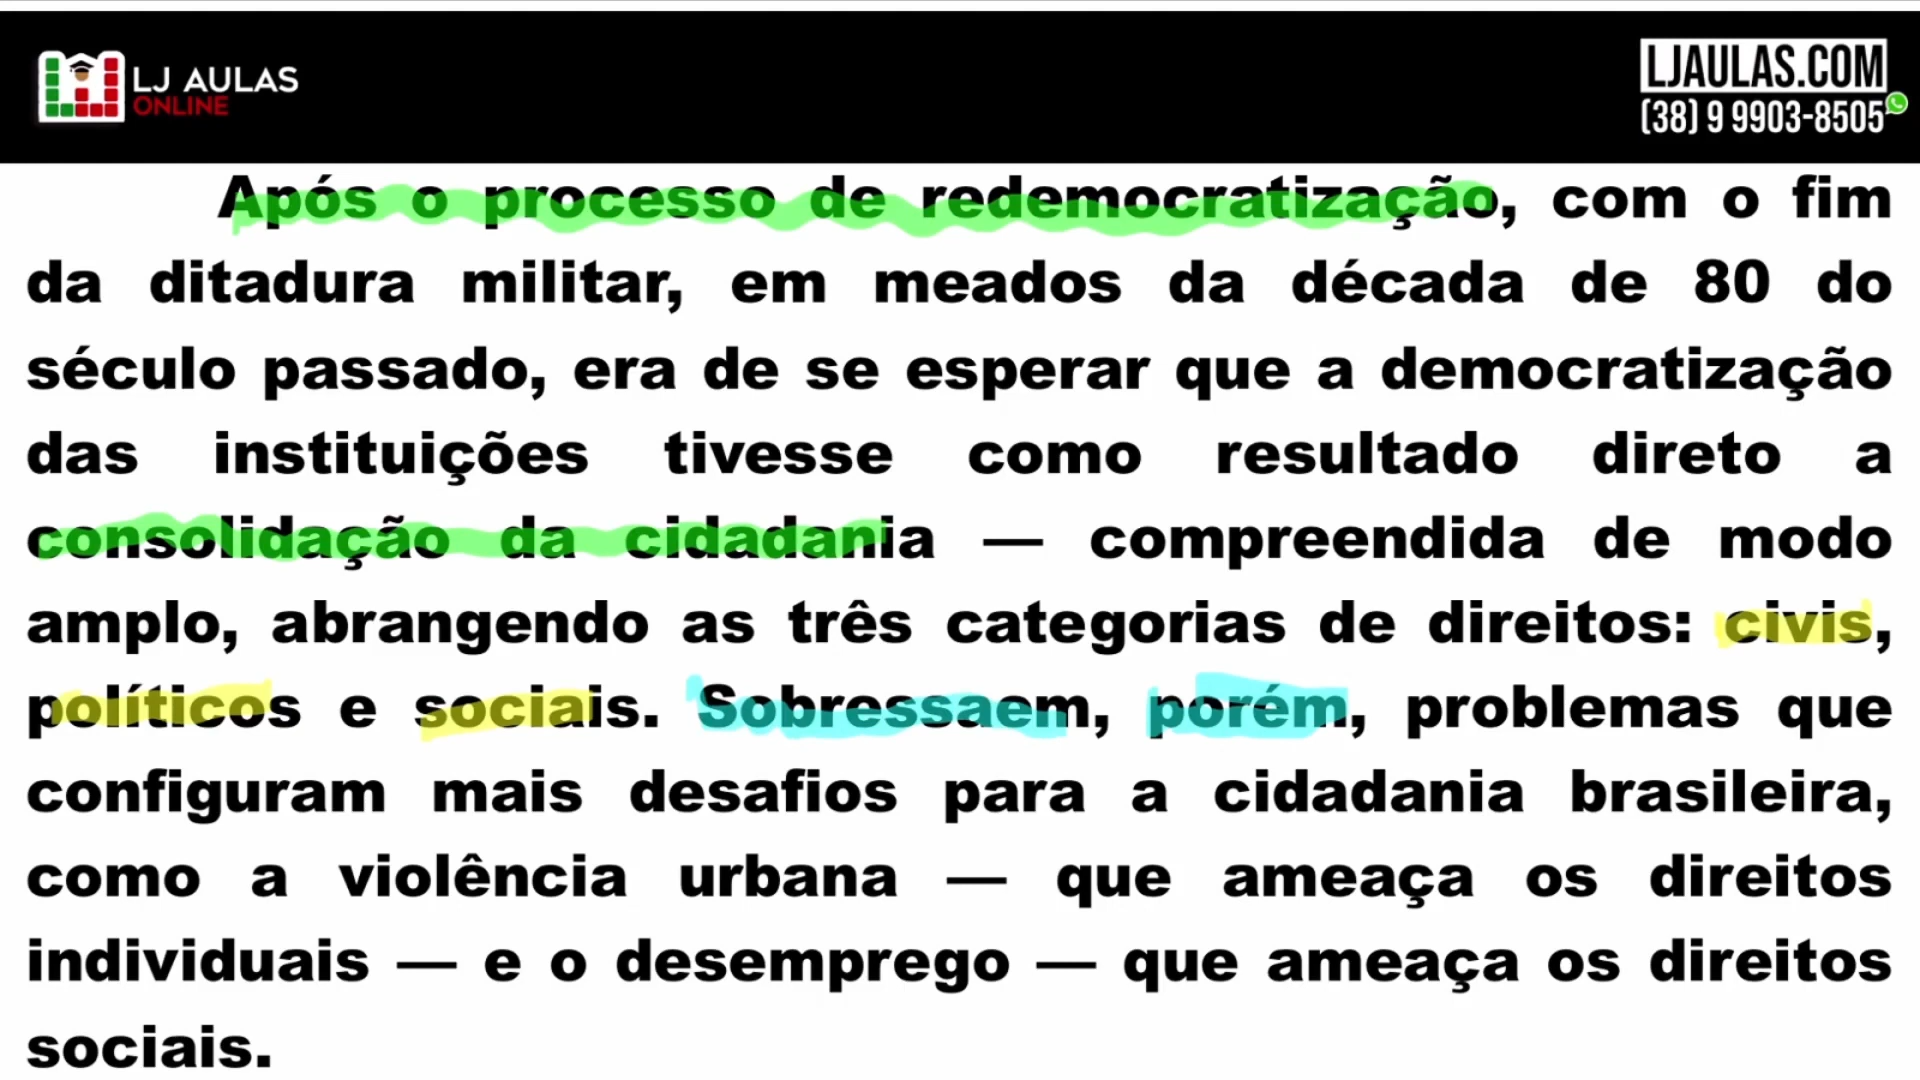 LJ AULAS
ONLINE
LJAULAS.COM
(38) 9 9903-8505
Após o processo de redemocratização, com o fim
da ditadura militar, em meados da década de 80 do
século passado, era de se esperar que a democratização
das instituições tivesse como resultado direto a
consolidação da cidadania — compreendida de modo
amplo, abrangendo as três categorias de direitos: civis,
políticos e sociais. Sobressaem, porém, problemas que
configuram mais desafios para a cidadania brasileira,
como a violência urbana — que ameaça os direitos
individuais — e o desemprego — que ameaça os direitos
sociais.